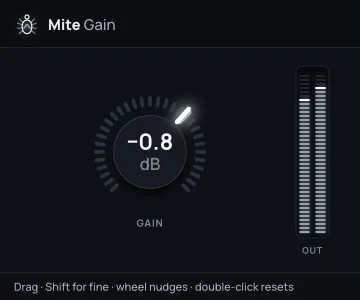 Mite Gain
−0.8
dB
GAIN
OUT
Drag · Shift for fine · wheel nudges · double-click resets